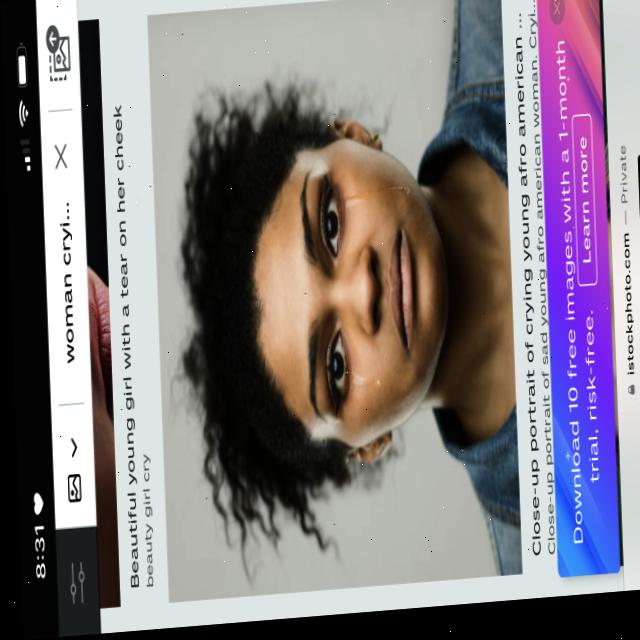 8:31
woman cryi...
Beautiful young girl with a tear on her cheek
beauty girl cry
Close-up portrait of crying young afro american ...
Close-up portrait of sad young afro american woman. Cryi...
Download 10 free images with a 1-month
trial, risk-free.
Learn more
istockphoto.com — Private